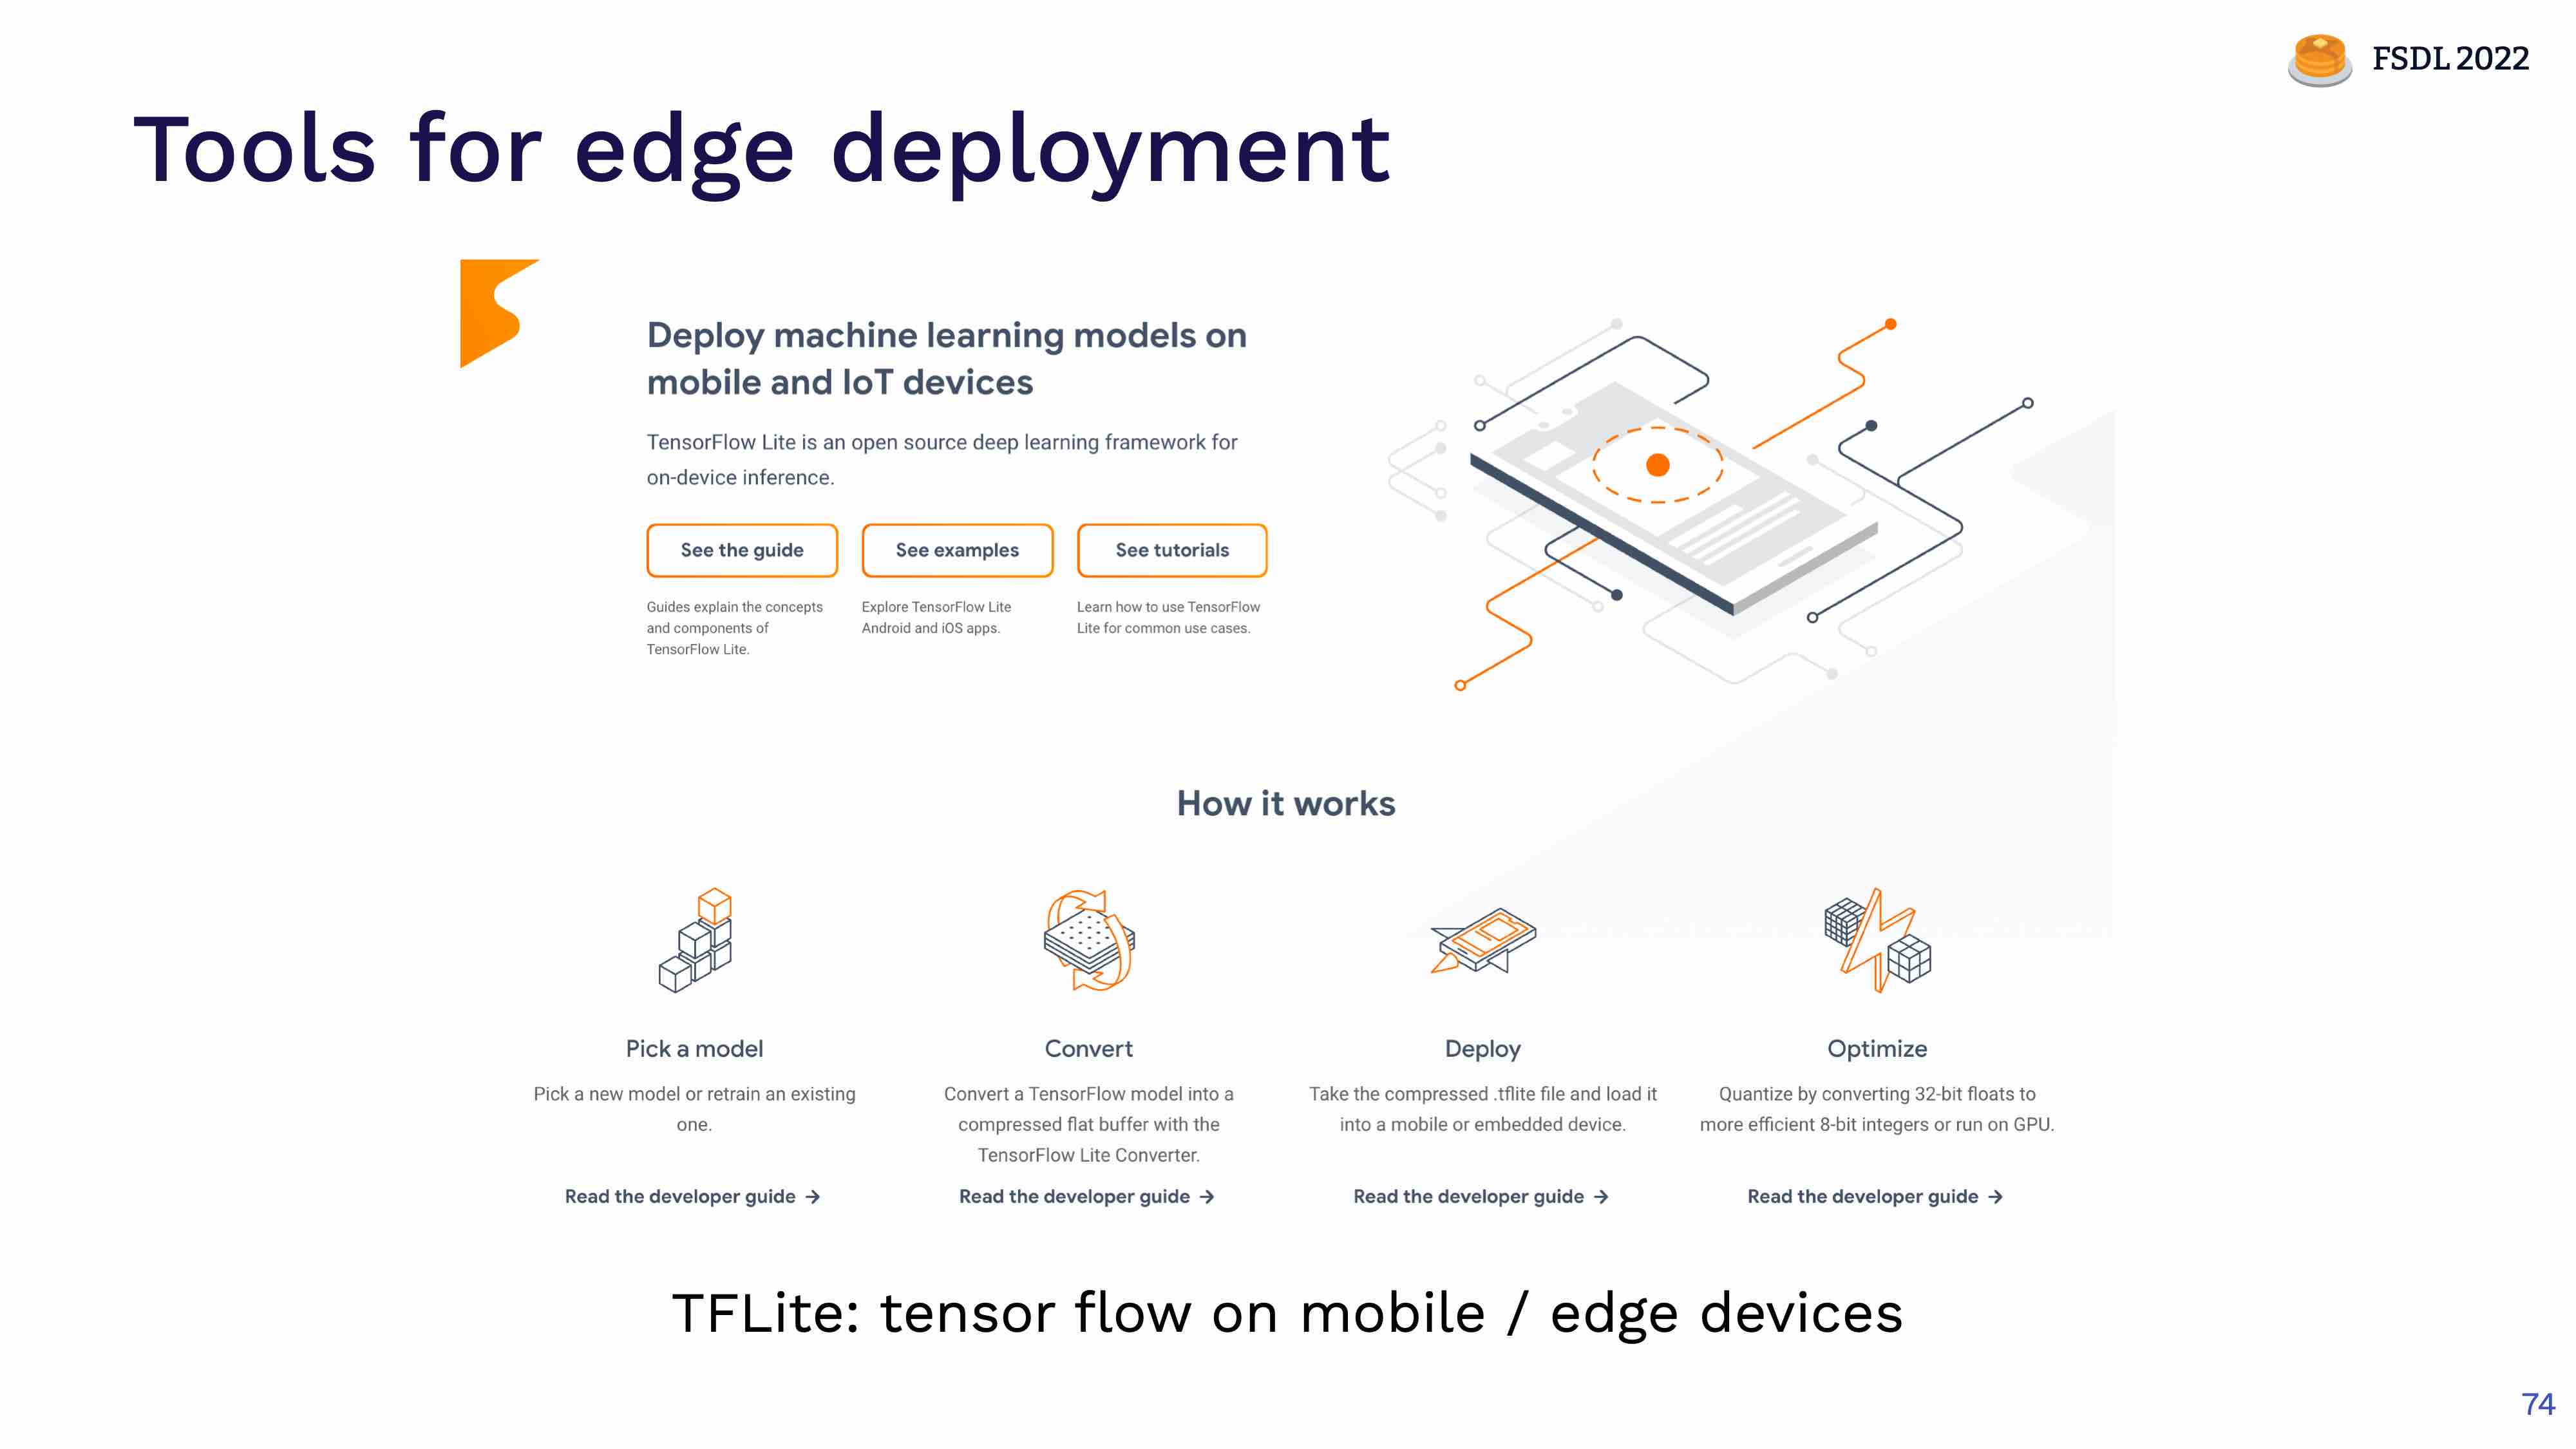 FSDL 2022
Tools for edge deployment
Deploy machine learning models on
mobile and IoT devices
TensorFlow Lite is an open source deep learning framework for
on-device inference.
See the guide
See examples
See tutorials
Guides explain the concepts
and components of
TensorFlow Lite.
Explore TensorFlow Lite
Android and iOS apps.
Learn how to use TensorFlow
Lite for common use cases.
How it works
Pick a model
Pick a new model or retrain an existing
one.
Read the developer guide →
Convert
Convert a TensorFlow model into a
compressed flat buffer with the
TensorFlow Lite Converter.
Read the developer guide →
Deploy
Take the compressed .tflite file and load it
into a mobile or embedded device.
Read the developer guide →
Optimize
Quantize by converting 32-bit floats to
more efficient 8-bit integers or run on GPU.
Read the developer guide →
TFLite: tensor flow on mobile / edge devices
74